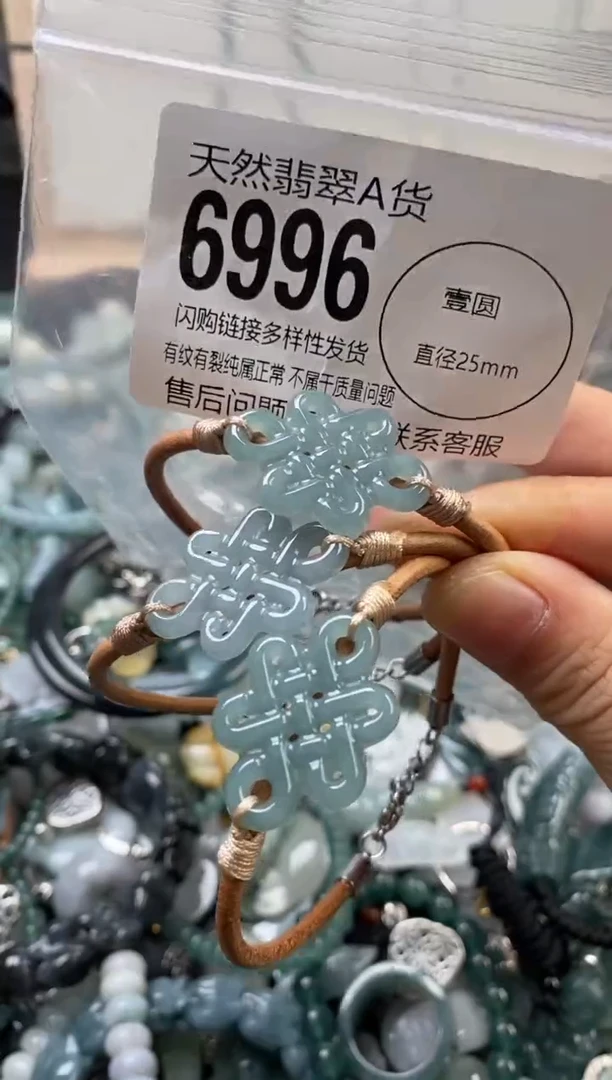 天然翡翠A货
6996
壹圆
直径25mm
闪购链接多样性发货
有纹有裂纯属正常 不属于质量问题
售后问题
联系客服